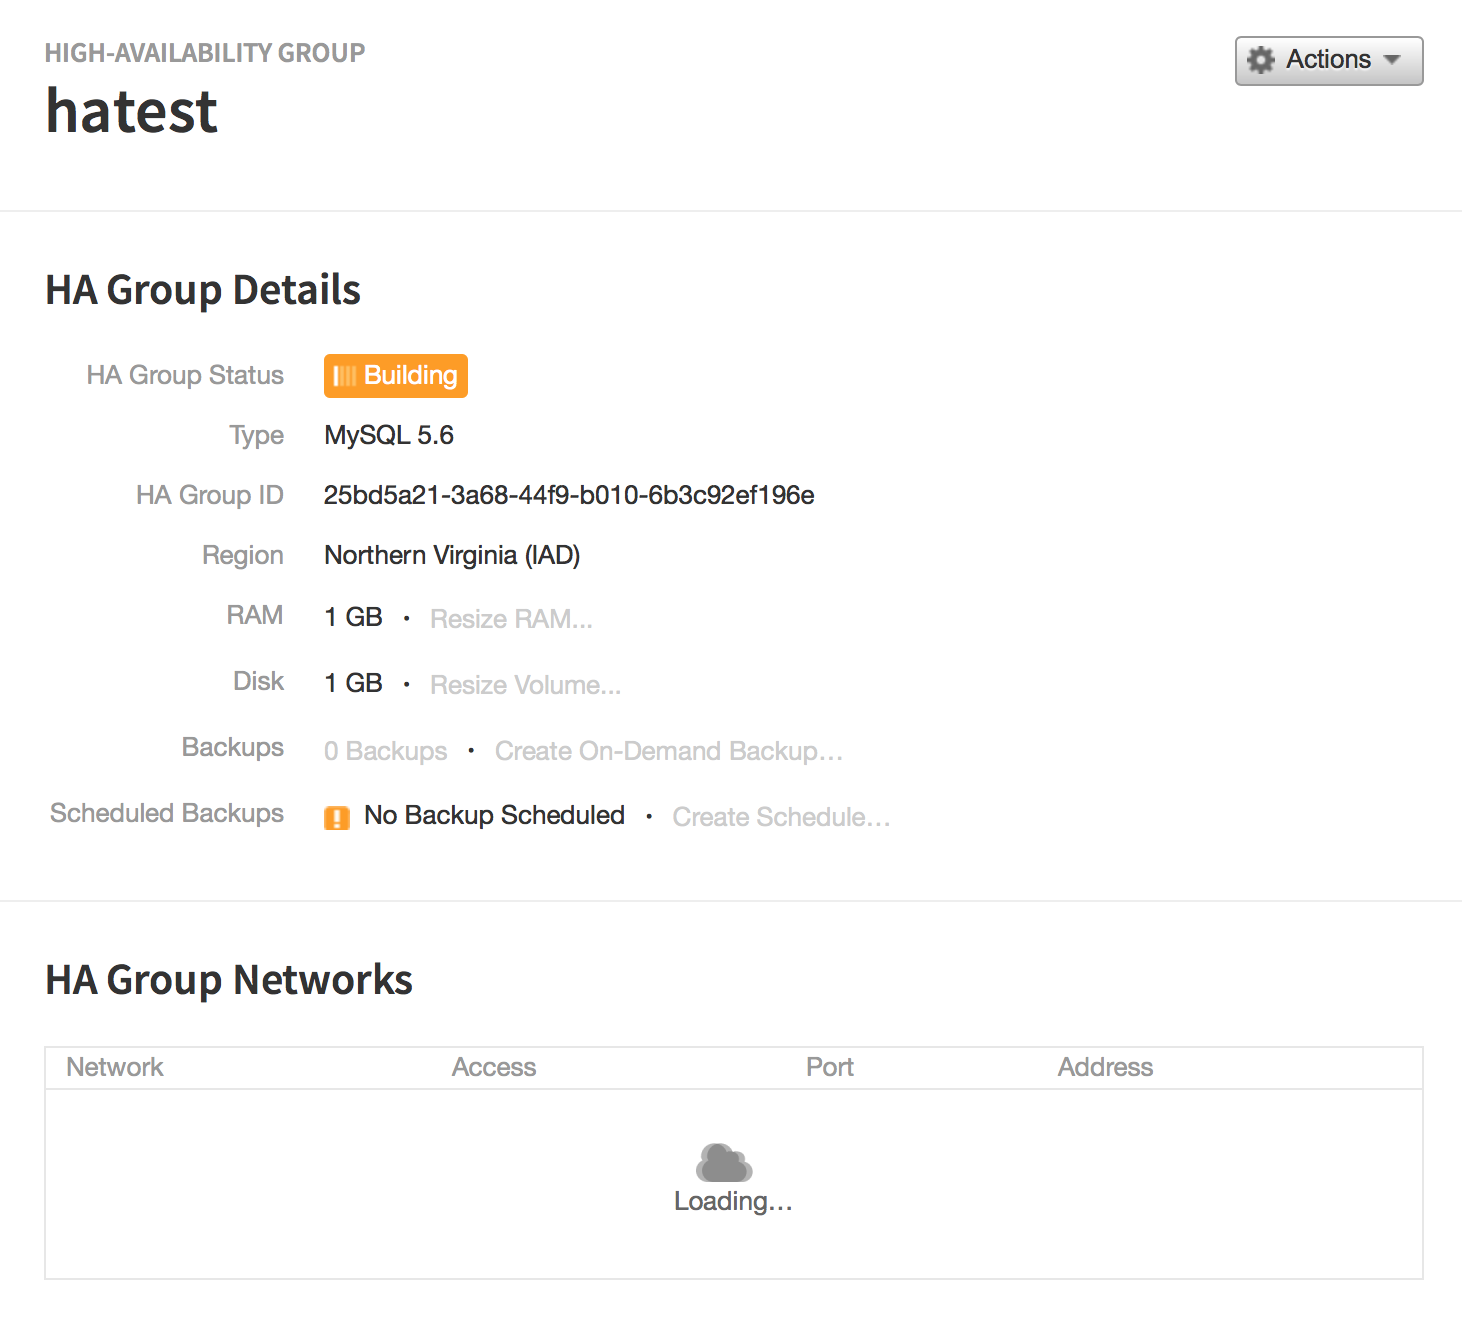 HIGH-AVAILABILITY GROUP
hatest
Actions
HA Group Details
HA Group Status Building
Type MySQL 5.6
HA Group ID 25bd5a21-3a68-44f9-b010-6b3c92ef196e
Region Northern Virginia (IAD)
RAM 1 GB · Resize RAM...
Disk 1 GB · Resize Volume...
Backups 0 Backups · Create On-Demand Backup...
Scheduled Backups No Backup Scheduled · Create Schedule...
HA Group Networks
Network Access Port Address
Loading...